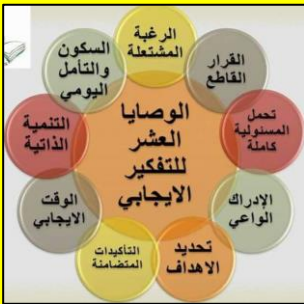 الوصايا
العشر
للتفكير
الايجابي
الرغبة
المشتعلة
القرار
القاطع
تحمل
المسئولية
كاملة
الإدراك
الواعي
تحديد
الاهداف
التأكيدات
المتضامنة
الوقت
الايجابي
التنمية
الذاتية
السكون
والتأمل
اليومي